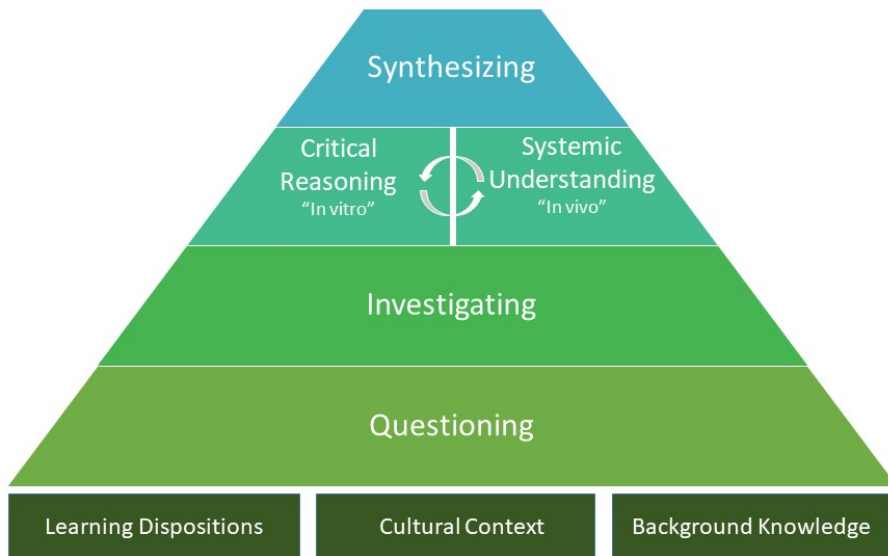 Synthesizing
Critical
Reasoning
“In vitro”
Systemic
Understanding
“In vivo”
Investigating
Questioning
Learning Dispositions
Cultural Context
Background Knowledge